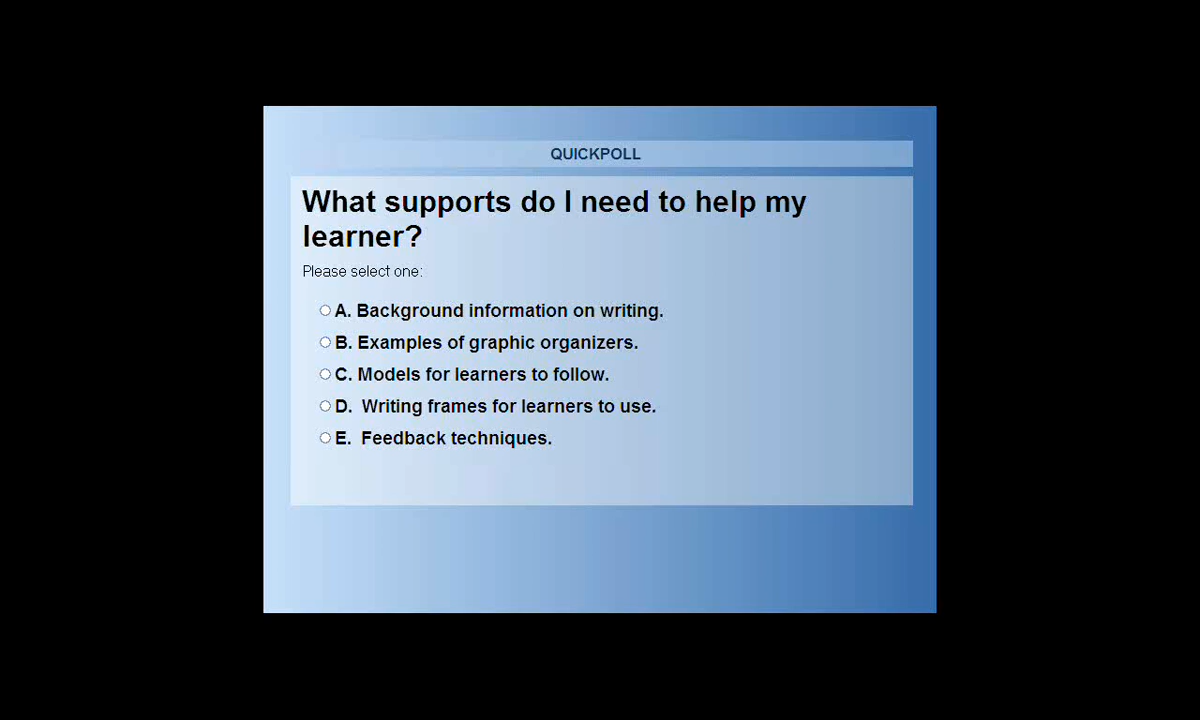 QUICKPOLL
What supports do I need to help my
learner?
Please select one:
A. Background information on writing.
B. Examples of graphic organizers.
C. Models for learners to follow.
D. Writing frames for learners to use.
E. Feedback techniques.